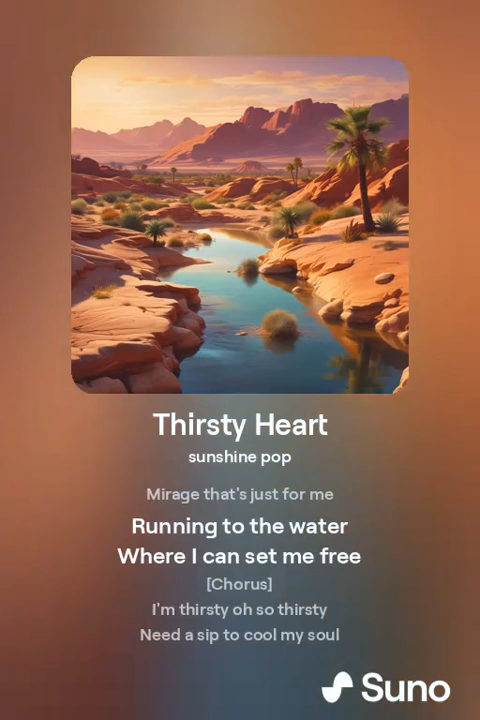 Thirsty Heart
sunshine pop
Mirage that's just for me
Running to the water
Where I can set me free
[Chorus]
I'm thirsty oh so thirsty
Need a sip to cool my soul
Suno